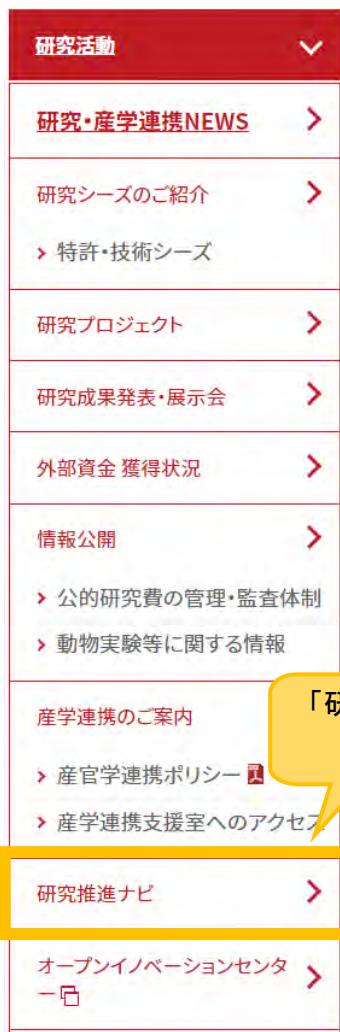 研究活動
研究・産学連携NEWS
研究シーズのご紹介
特許・技術シーズ
研究プロジェクト
研究成果発表・展示会
外部資金 獲得状況
情報公開
公的研究費の管理・監査体制
動物実験等に関する情報
産学連携のご案内
「研
産官学連携ポリシー
産学連携支援室へのアクセス
研究推進ナビ
オープンイノベーションセンタ
ー